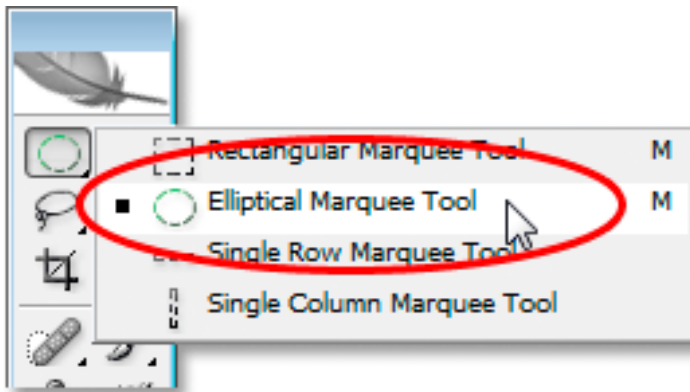 Rectangular Marquee Tool M
Elliptical Marquee Tool M
Single Row Marquee Tool
Single Column Marquee Tool